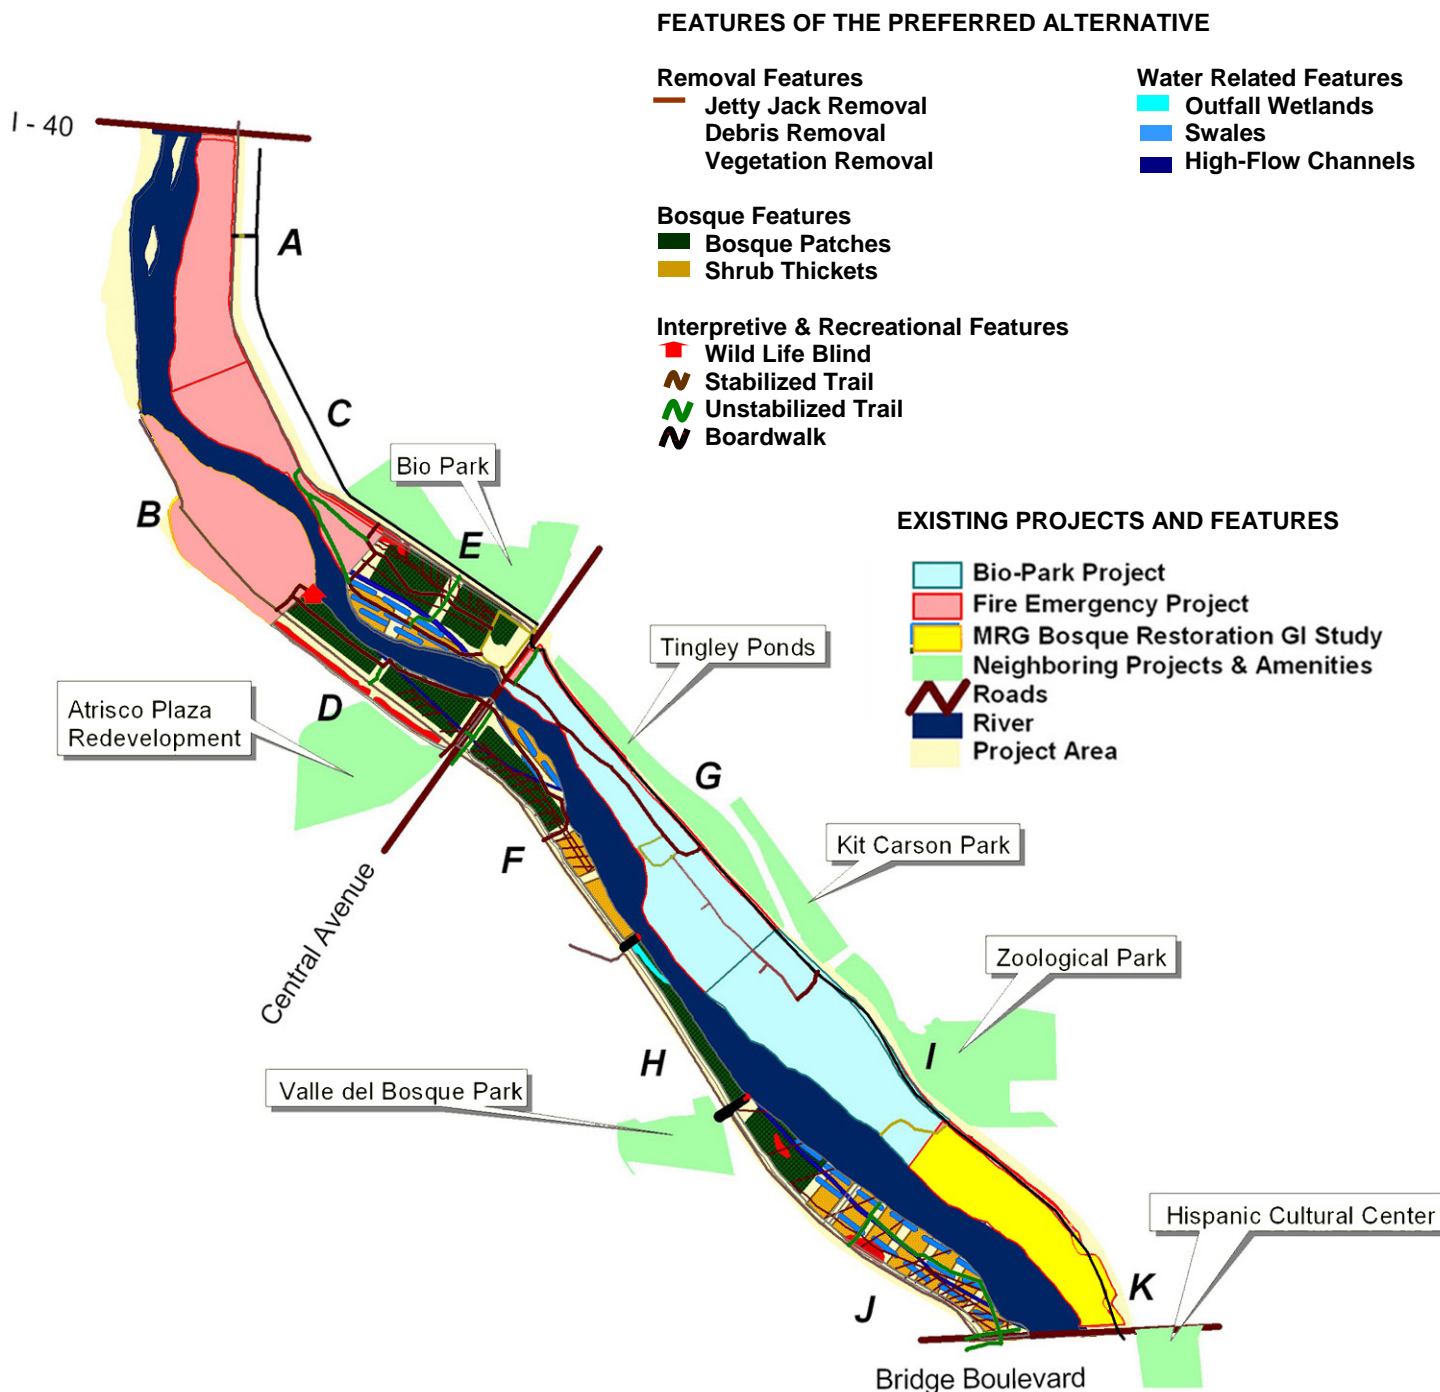 FEATURES OF THE PREFERRED ALTERNATIVE
Removal Features
Jetty Jack Removal
Debris Removal
Vegetation Removal
Water Related Features
Outfall Wetlands
Swales
High-Flow Channels
Bosque Features
Bosque Patches
Shrub Thickets
Interpretive & Recreational Features
Wild Life Blind
Stabilized Trail
Unstabilized Trail
Boardwalk
EXISTING PROJECTS AND FEATURES
Bio-Park Project
Fire Emergency Project
MRG Bosque Restoration GI Study
Neighboring Projects & Amenities
Roads
River
Project Area
I - 40
A
C
Bio Park
B
E
Tingley Ponds
D
Atrisco Plaza
Redevelopment
G
Kit Carson Park
F
Central Avenue
Zoological Park
H
I
Valle del Bosque Park
Hispanic Cultural Center
K
J
Bridge Boulevard